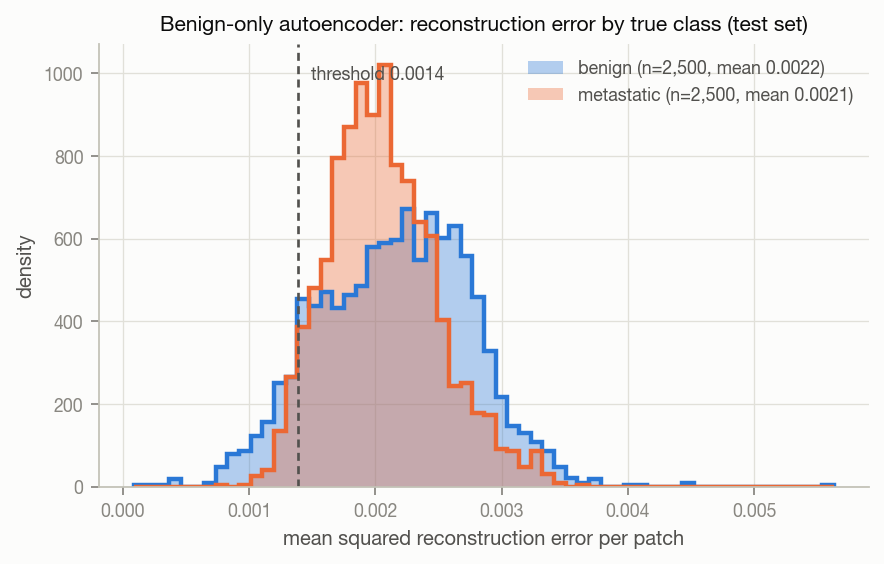 Benign-only autoencoder: reconstruction error by true class (test set)
threshold 0.0014
benign (n=2,500, mean 0.0022)
metastatic (n=2,500, mean 0.0021)
density
1000
800
600
400
200
0
0.000 0.001 0.002 0.003 0.004 0.005
mean squared reconstruction error per patch